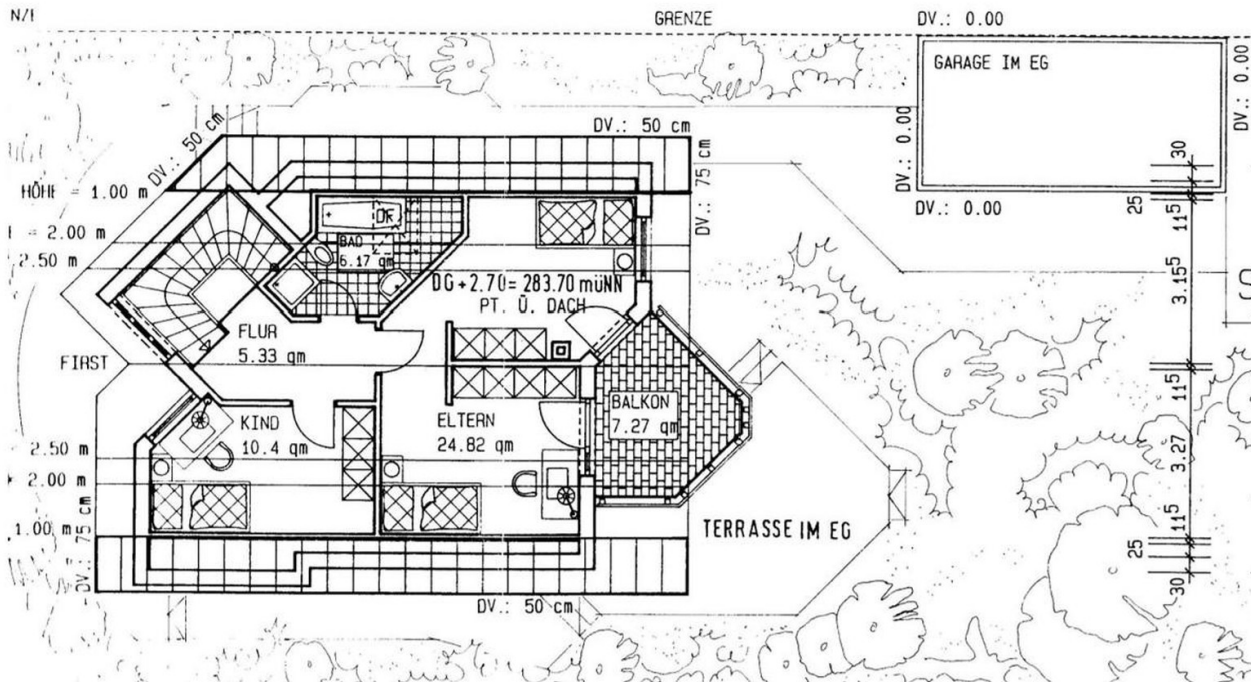 N/I
GRENZE
DV.: 0.00
GARAGE IM EG
DV.: 0.00
DV.: 0.00
DV.: 0.00
DV.: 50 cm
DV.: 50 cm
DV.: 75 cm
HÖHE = 1.00 m
= 2.00 m
2.50 m
DF
BAD
6.17 qm
DG + 2.70 = 283.70 müNN
PT. Ü. DACH
FLUR
5.33 qm
FIRST
KIND
10.4 qm
ELTERN
24.82 qm
BALKON
7.27 qm
2.50 m
2.00 m
1.00 m
DV.: 75 cm
TERRASSE IM EG
DV.: 50 cm
30
25
115
3.155
115
3.27
115
25
30